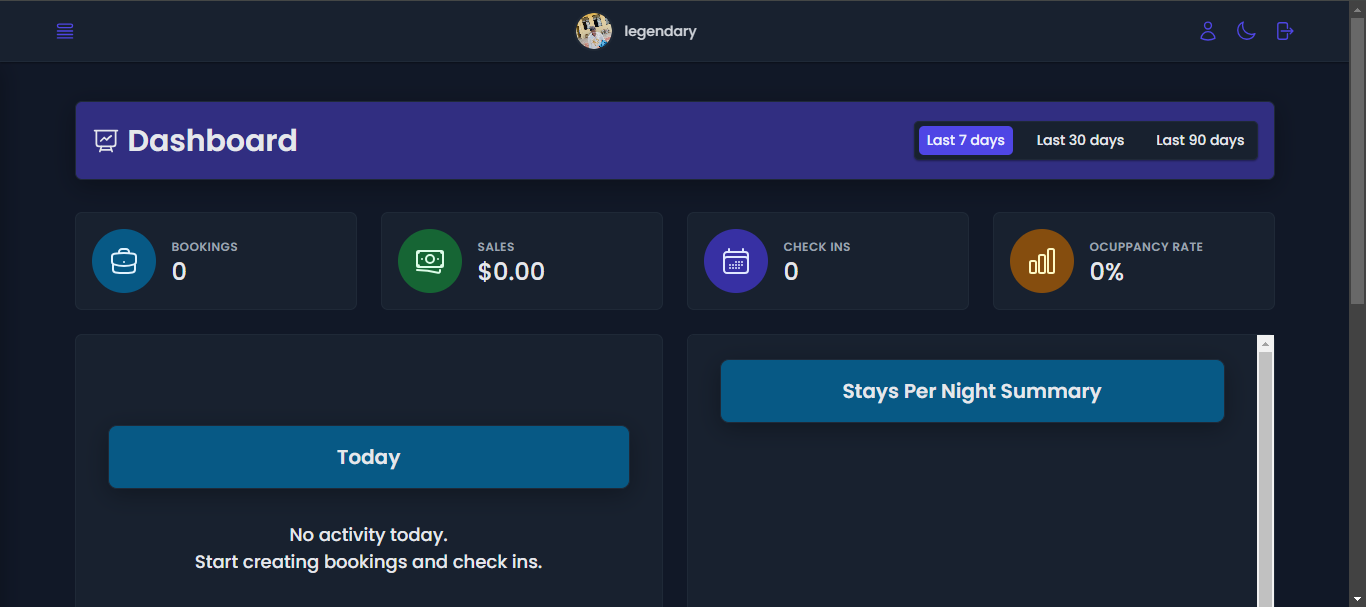 legendary
Dashboard
Last 7 days
Last 30 days
Last 90 days
BOOKINGS
0
SALES
$0.00
CHECK INS
0
OCUPPANCY RATE
0%
Today
No activity today.
Start creating bookings and check ins.
Stays Per Night Summary